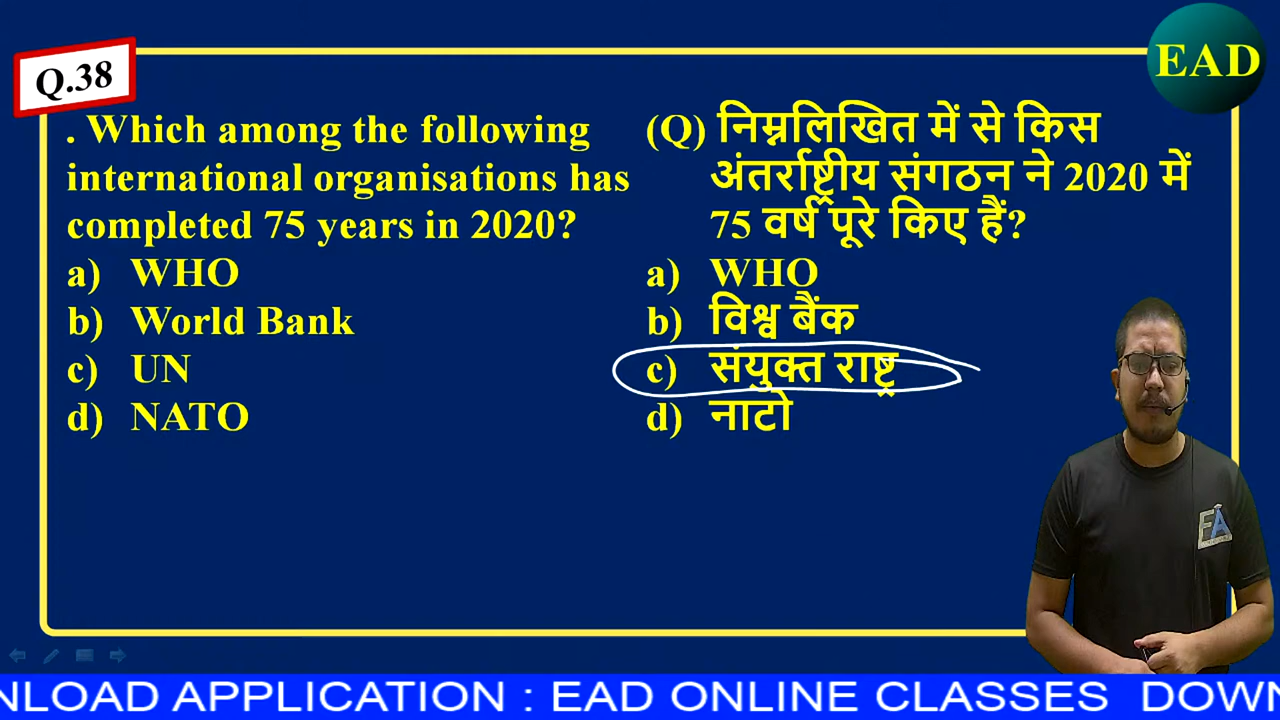 Q.38
EAD
. Which among the following
international organisations has
completed 75 years in 2020?
a) WHO
b) World Bank
c) UN
d) NATO
(Q) निम्नलिखित में से किस
अंतर्राष्ट्रीय संगठन ने 2020 में
75 वर्ष पूरे किए हैं?
a) WHO
b) विश्व बैंक
c) संयुक्त राष्ट्र
d) नाटो
EA
NLOAD APPLICATION : EAD ONLINE CLASSES DOWN